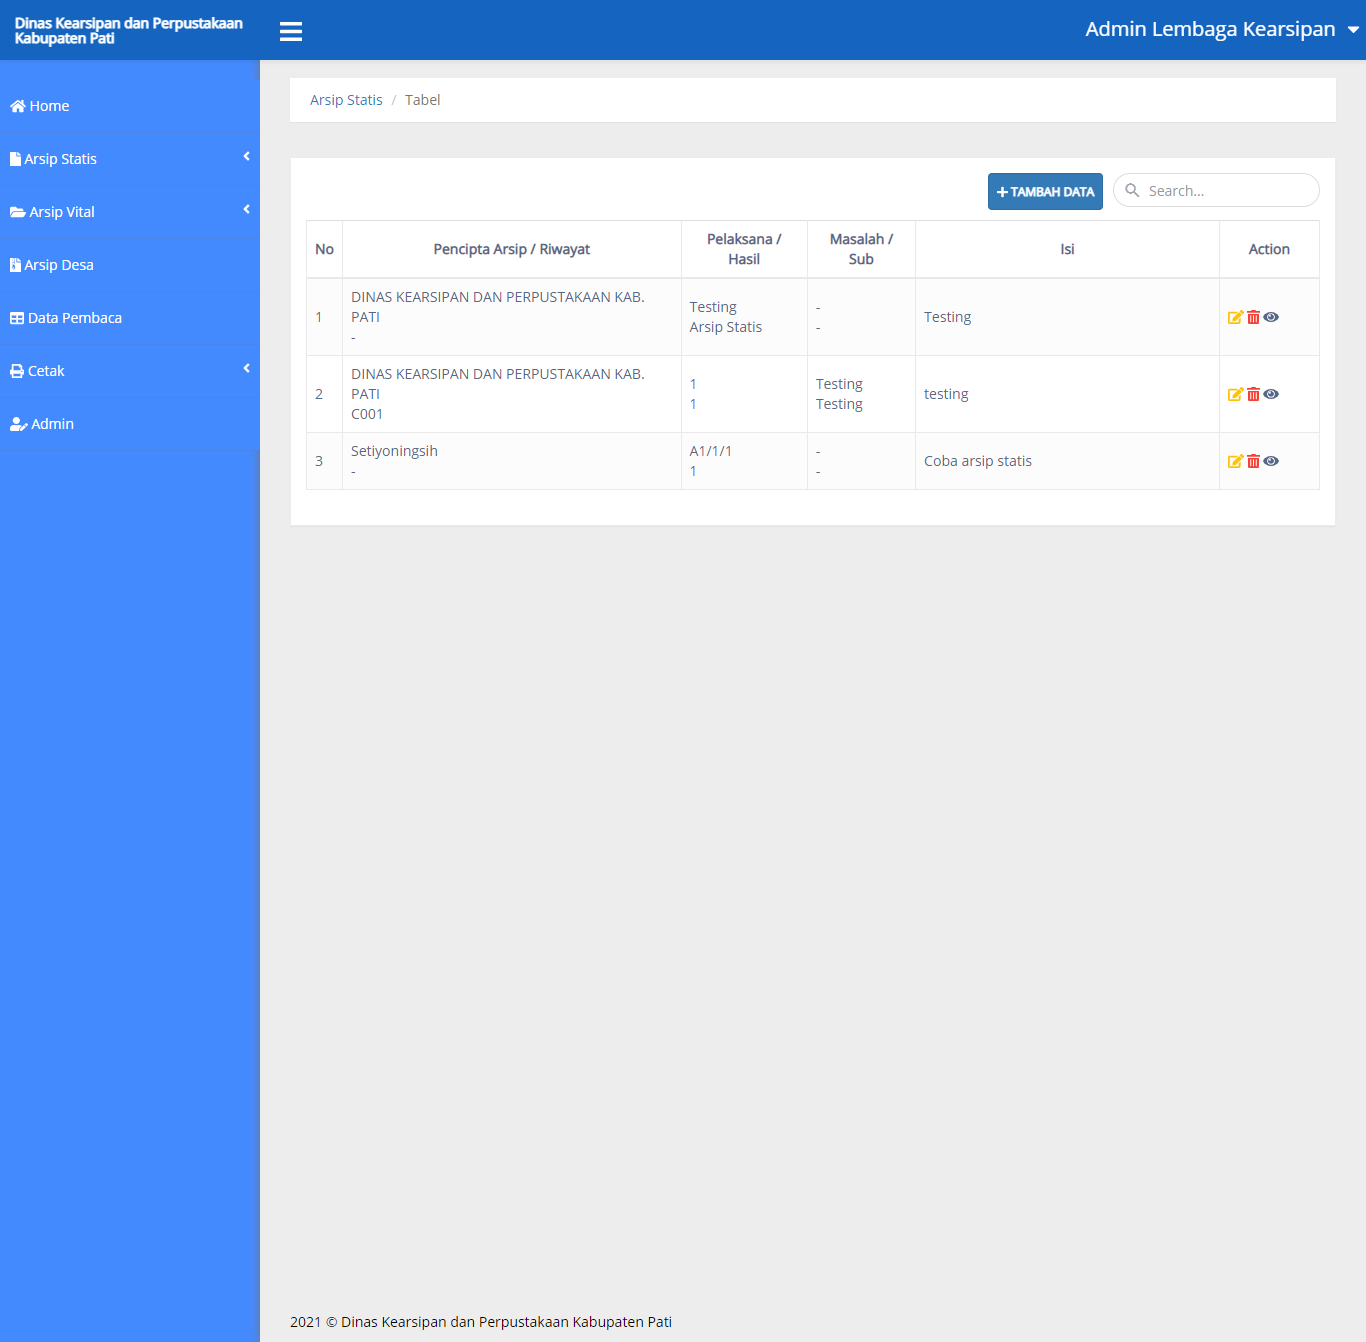 Dinas Kearsipan dan Perpustakaan
Kabupaten Pati
Admin Lembaga Kearsipan
Home
Arsip Statis
Arsip Vital
Arsip Desa
Data Pembaca
Cetak
Admin
Arsip Statis / Tabel
TAMBAH DATA
Search...
No
Pencipta Arsip / Riwayat
Pelaksana /
Hasil
Masalah /
Sub
Isi
Action
1
DINAS KEARSIPAN DAN PERPUSTAKAAN KAB.
PATI
-
Testing
Arsip Statis
-
-
Testing
2
DINAS KEARSIPAN DAN PERPUSTAKAAN KAB.
PATI
C001
1
1
Testing
Testing
testing
3
Setiyoningsih
-
A1/1/1
1
-
-
Coba arsip statis
2021 © Dinas Kearsipan dan Perpustakaan Kabupaten Pati